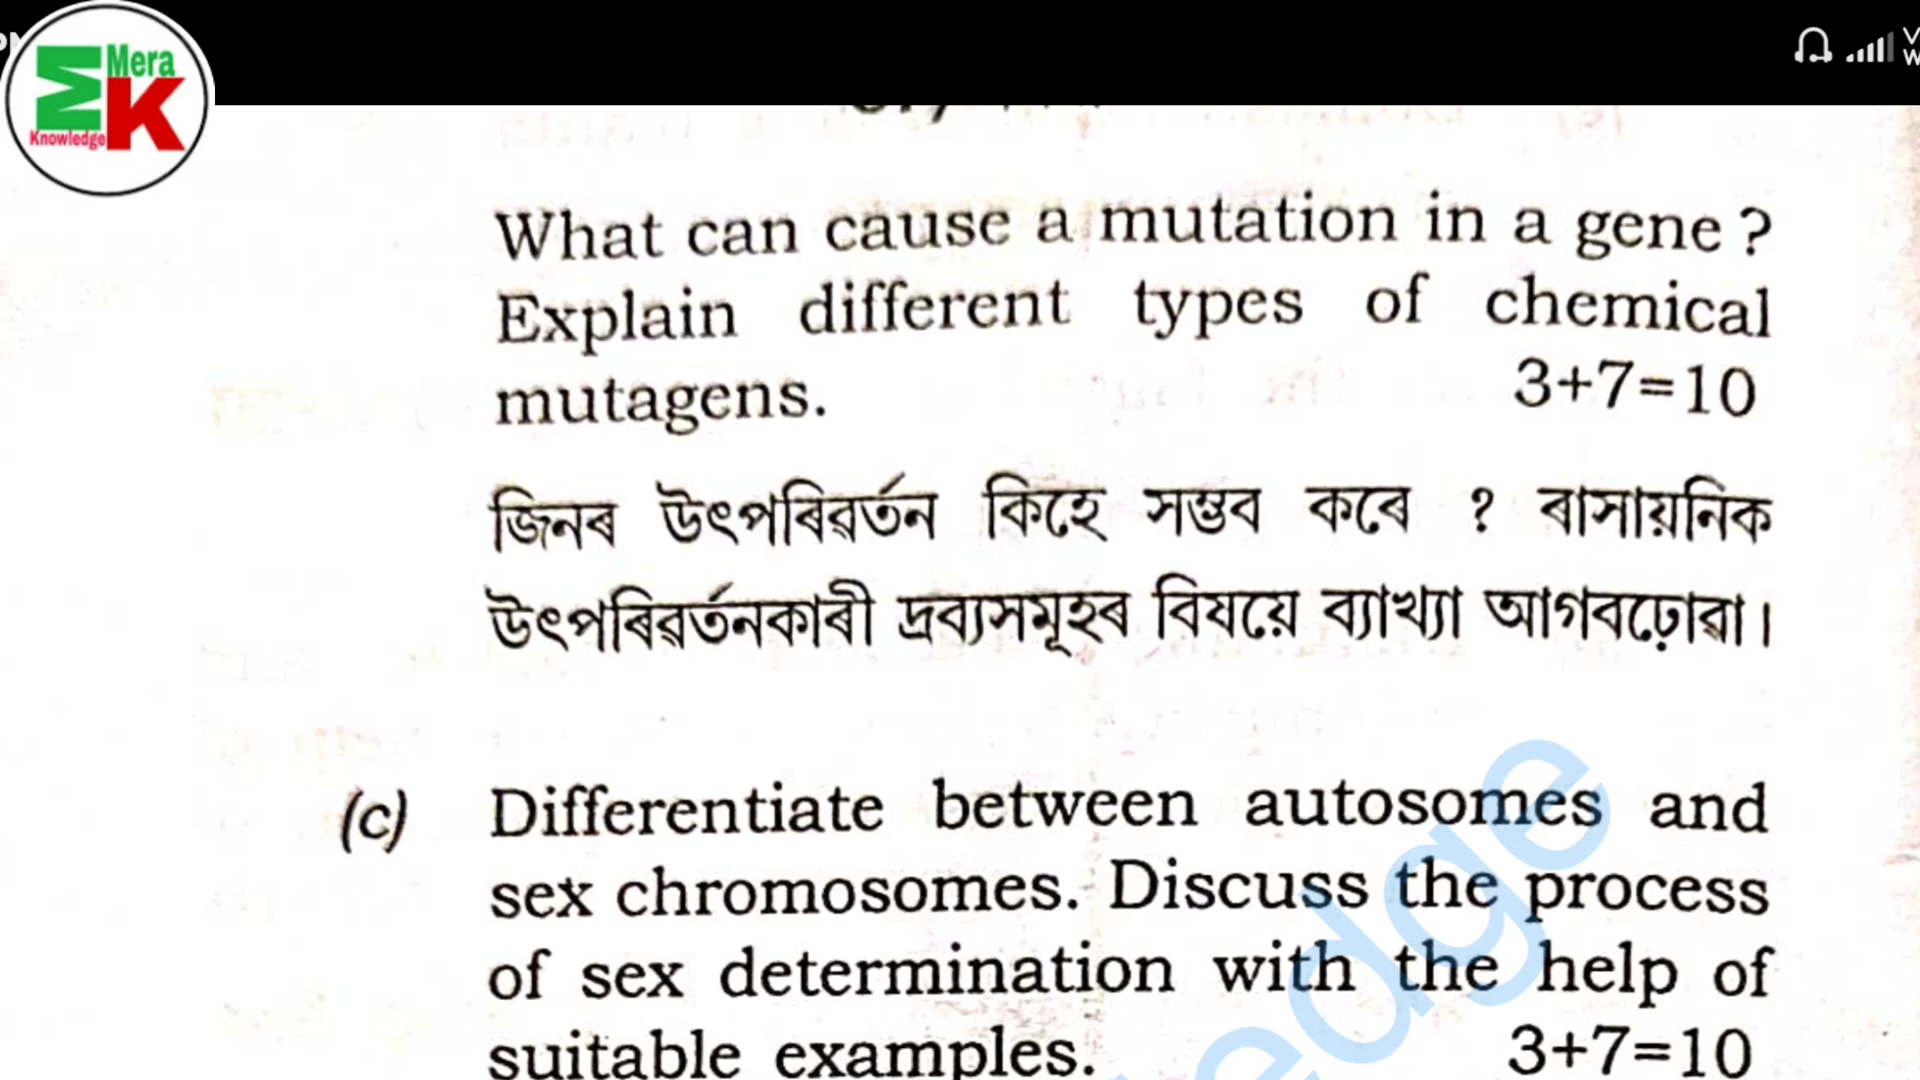 Mera
Knowledge
What can cause a mutation in a gene ?
Explain different types of chemical
mutagens. 3+7=10
জিনৰ উৎপৰিৱৰ্তন কিহে সম্ভব কৰে ? ৰাসায়নিক
উৎপৰিৱৰ্তনকাৰী দ্ৰব্যসমূহৰ বিষয়ে ব্যাখ্যা আগবঢ়োৱা।
(c) Differentiate between autosomes and
sex chromosomes. Discuss the process
of sex determination with the help of
suitable examples. 3+7=10